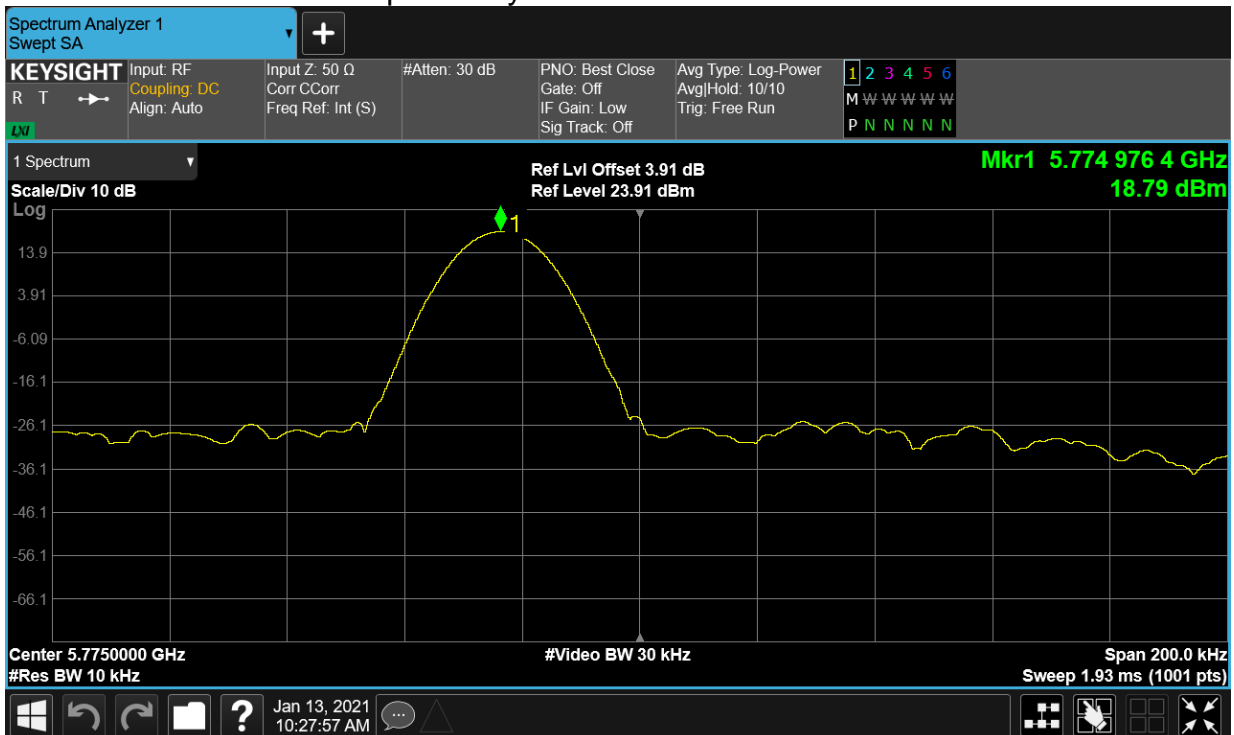 Spectrum Analyzer 1
Swept SA
+
KEYSIGHT
R T
LXI
Input: RF
Coupling: DC
Align: Auto
Input Z: 50 Ω
Corr CCorr
Freq Ref: Int (S)
#Atten: 30 dB
PNO: Best Close
Gate: Off
IF Gain: Low
Sig Track: Off
Avg Type: Log-Power
Avg|Hold: 10/10
Trig: Free Run
1 2 3 4 5 6
M W W W W W
P N N N N N
1 Spectrum
Scale/Div 10 dB
Log
Ref Lvl Offset 3.91 dB
Ref Level 23.91 dBm
Mkr1 5.774 976 4 GHz
18.79 dBm
1
13.9
3.91
-6.09
-16.1
-26.1
-36.1
-46.1
-56.1
-66.1
Center 5.7750000 GHz
#Res BW 10 kHz
#Video BW 30 kHz
Span 200.0 kHz
Sweep 1.93 ms (1001 pts)
?
Jan 13, 2021
10:27:57 AM